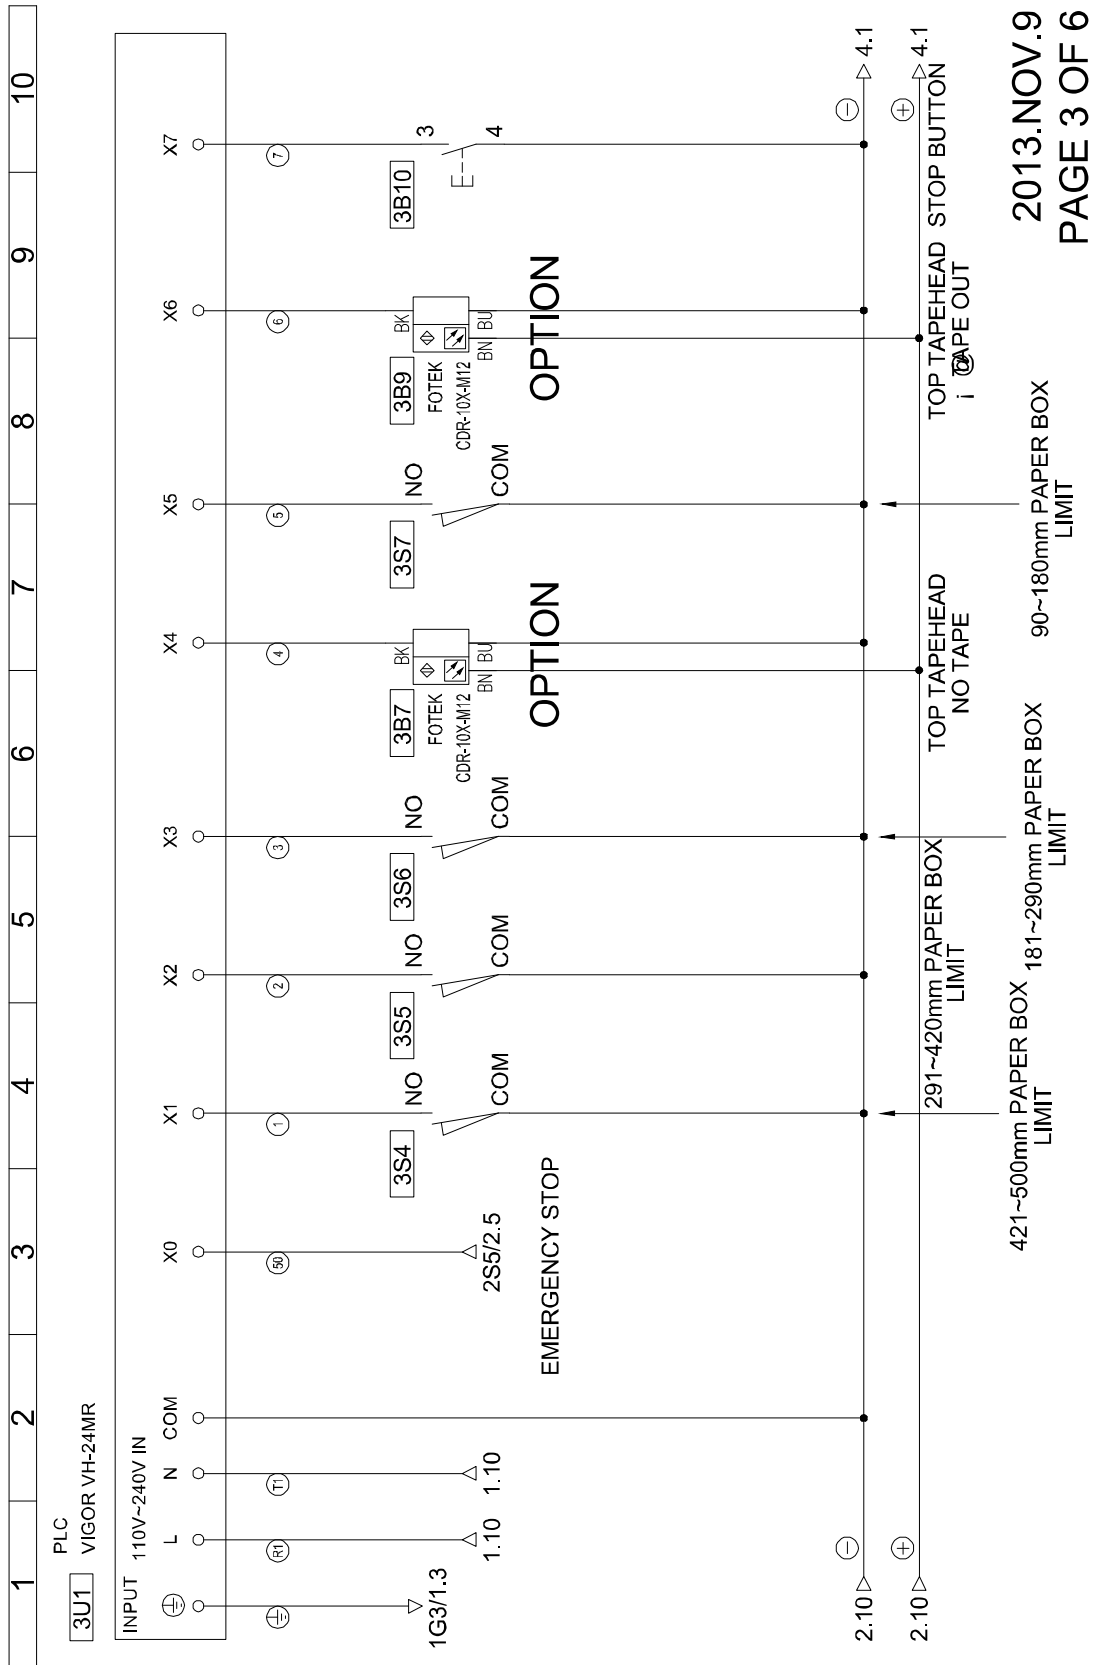 1 2 3 4 5 6 7 8 9 10
3U1
PLC
VIGOR VH-24MR
INPUT 110V~240V IN
L N COM X0 X1 X2 X3 X4 X5 X6 X7
R1 T1 50 1 2 3 4 5 6 7
1G3/1.3
1.10
1.10
2S5/2.5
EMERGENCY STOP
3S4
NO
COM
3S5
NO
COM
3S6
NO
COM
3B7
FOTEK
CDR-10X-M12
BK
BN BU
OPTION
3S7
NO
COM
3B9
FOTEK
CDR-10X-M12
BK
BN BU
OPTION
3B10
3
4
2.10 − − 4.1
2.10 + + 4.1
421~500mm PAPER BOX
LIMIT
291~420mm PAPER BOX
LIMIT
181~290mm PAPER BOX
LIMIT
TOP TAPEHEAD
NO TAPE
90~180mm PAPER BOX
LIMIT
TOP TAPEHEAD
TAPE OUT
STOP BUTTON
2013.NOV.9
PAGE 3 OF 6